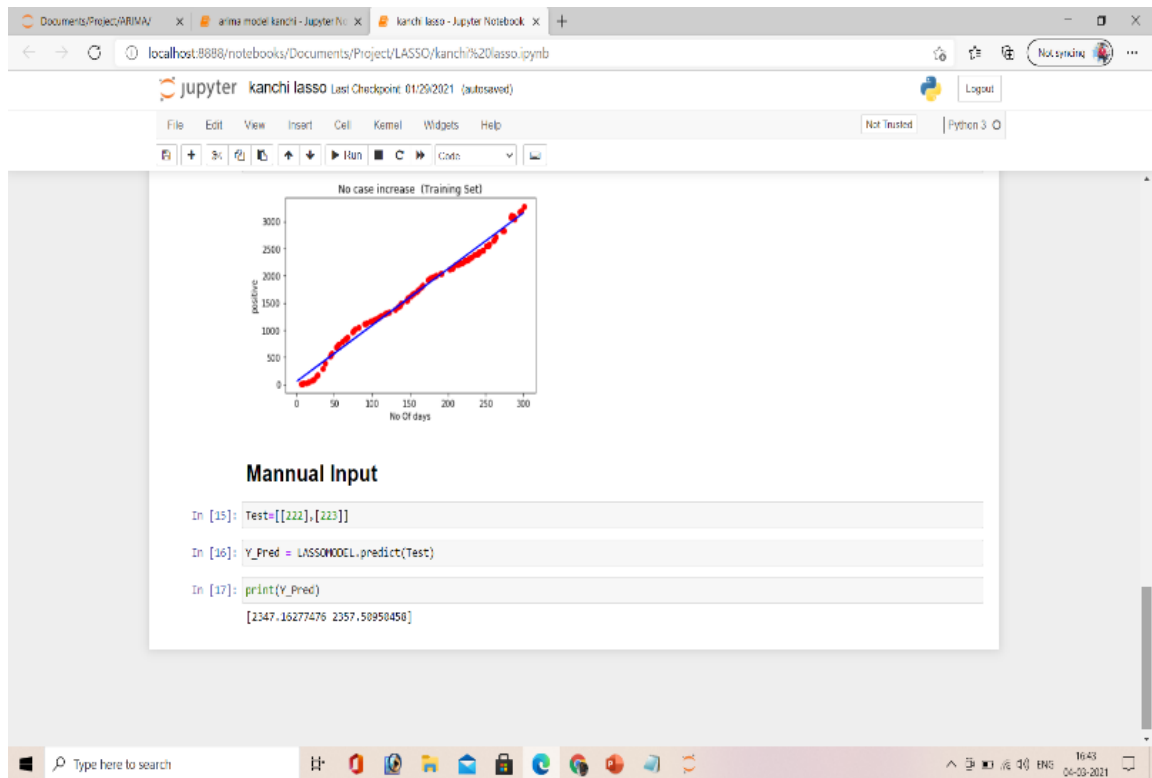 Documents/Project/ARIMA/
arima model kanchi - Jupyter No
kanchi lasso - Jupyter Notebook
localhost:8888/notebooks/Documents/Project/LASSO/kanchi%20lasso.ipynb
Not syncing
jupyter kanchi lasso Last Checkpoint: 01/29/2021 (autosaved)
Logout
File Edit View Insert Cell Kernel Widgets Help
Not Trusted
Python 3
Run
Code
No case increase (Training Set)
3000
2500
2000
1500
1000
500
0
positive
0 50 100 150 200 250 300
No Of days
Mannual Input
In [15]: Test=[[222],[223]]
In [16]: Y_Pred = LASSOMODEL.predict(Test)
In [17]: print(Y_Pred)
[2347.16277476 2357.50950458]
Type here to search
ENG
16:43
04-03-2021